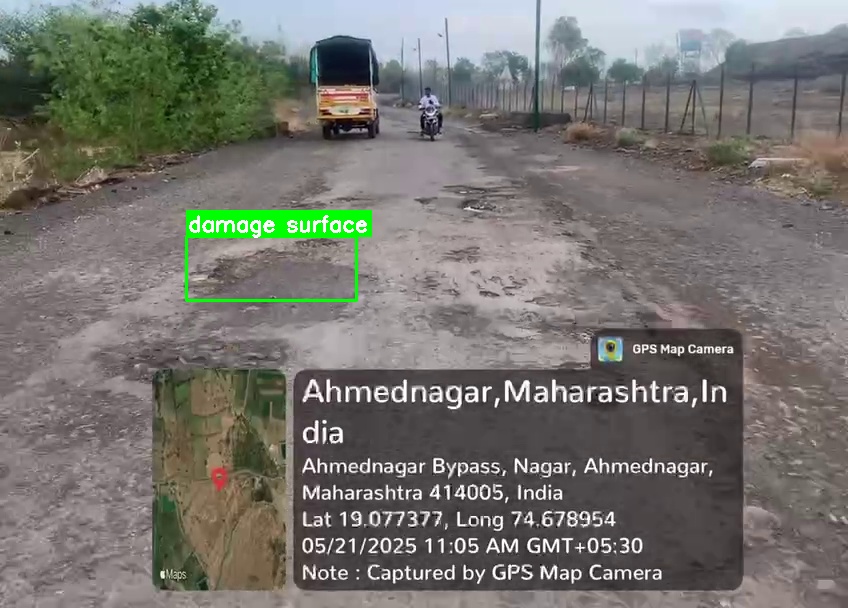 damage surface
GPS Map Camera
Ahmednagar,Maharashtra,In
dia
Ahmednagar Bypass, Nagar, Ahmednagar,
Maharashtra 414005, India
Lat 19.077377, Long 74.678954
05/21/2025 11:05 AM GMT+05:30
Note : Captured by GPS Map Camera
Maps